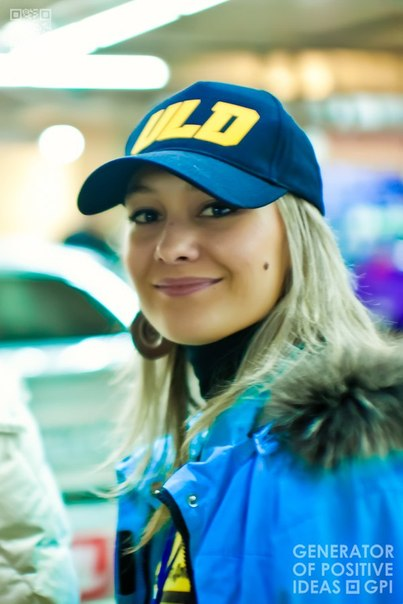 ULD
GENERATOR
OF POSITIVE
IDEAS GPI